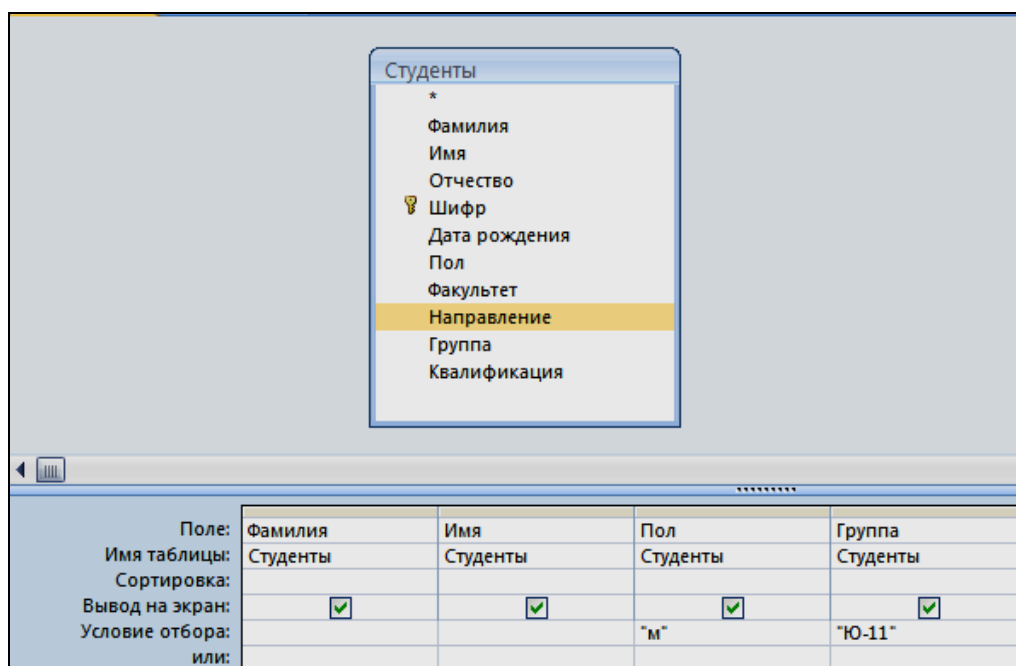 Студенты
*
Фамилия
Имя
Отчество
Шифр
Дата рождения
Пол
Факультет
Направление
Группа
Квалификация
Поле: Фамилия Имя Пол Группа
Имя таблицы: Студенты Студенты Студенты Студенты
Сортировка:
Вывод на экран:
Условие отбора: "м" "Ю-11"
или: